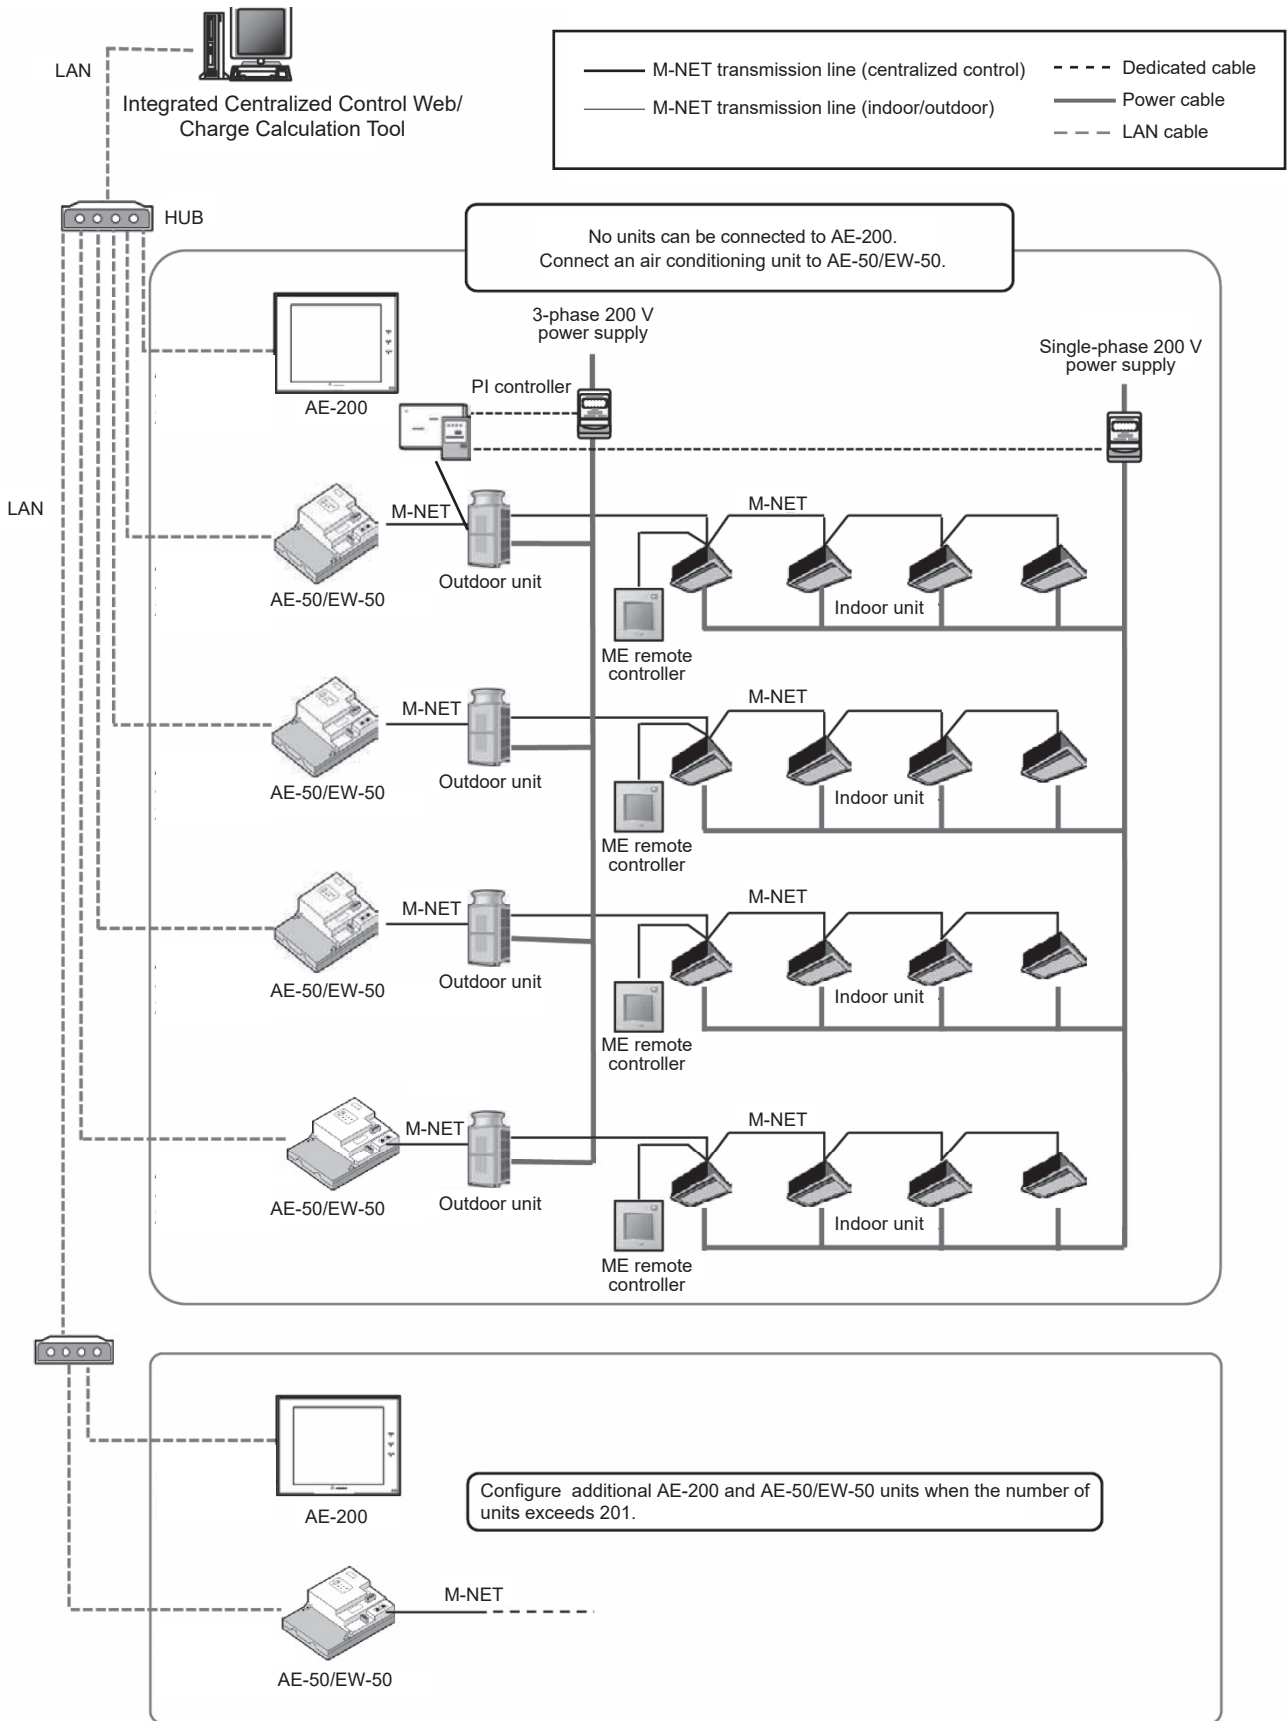 LAN
Integrated Centralized Control Web/
Charge Calculation Tool
M-NET transmission line (centralized control)
M-NET transmission line (indoor/outdoor)
Dedicated cable
Power cable
LAN cable
HUB
No units can be connected to AE-200.
Connect an air conditioning unit to AE-50/EW-50.
3-phase 200 V
power supply
Single-phase 200 V
power supply
PI controller
AE-200
LAN
M-NET
M-NET
Outdoor unit
AE-50/EW-50
Indoor unit
ME remote
controller
M-NET
M-NET
Outdoor unit
AE-50/EW-50
Indoor unit
ME remote
controller
M-NET
M-NET
Outdoor unit
AE-50/EW-50
Indoor unit
ME remote
controller
M-NET
M-NET
Outdoor unit
AE-50/EW-50
Indoor unit
ME remote
controller
Configure additional AE-200 and AE-50/EW-50 units when the number of
units exceeds 201.
AE-200
M-NET
AE-50/EW-50